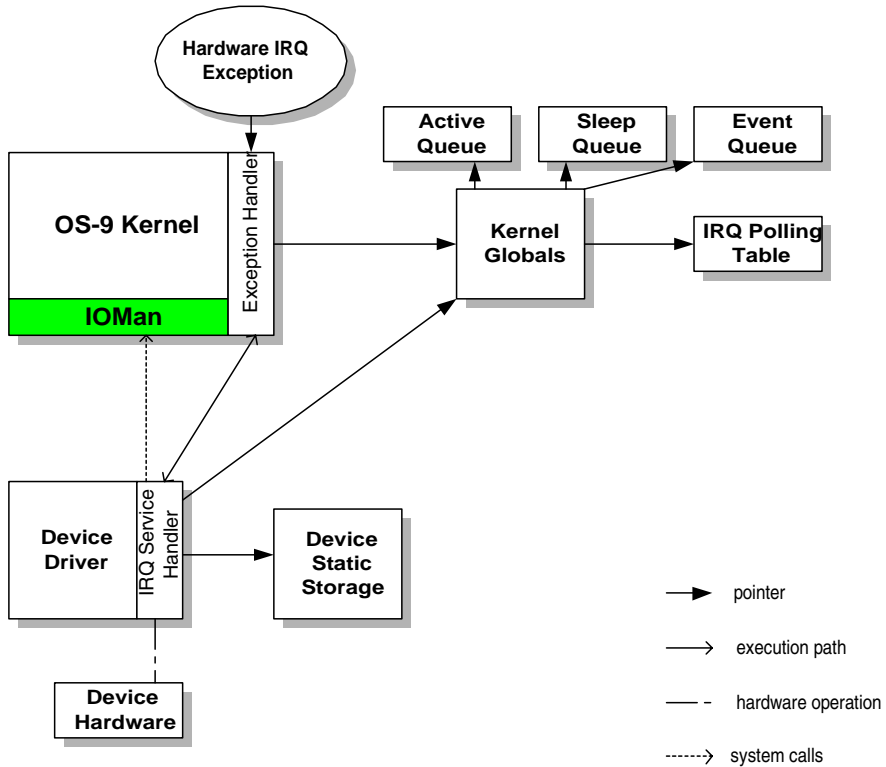 Hardware IRQ
Exception
Active
Queue
Sleep
Queue
Event
Queue
OS-9 Kernel
Exception Handler
IOMan
Kernel
Globals
IRQ Polling
Table
Device
Driver
IRQ Service
Handler
Device
Static
Storage
Device
Hardware
pointer
execution path
hardware operation
system calls